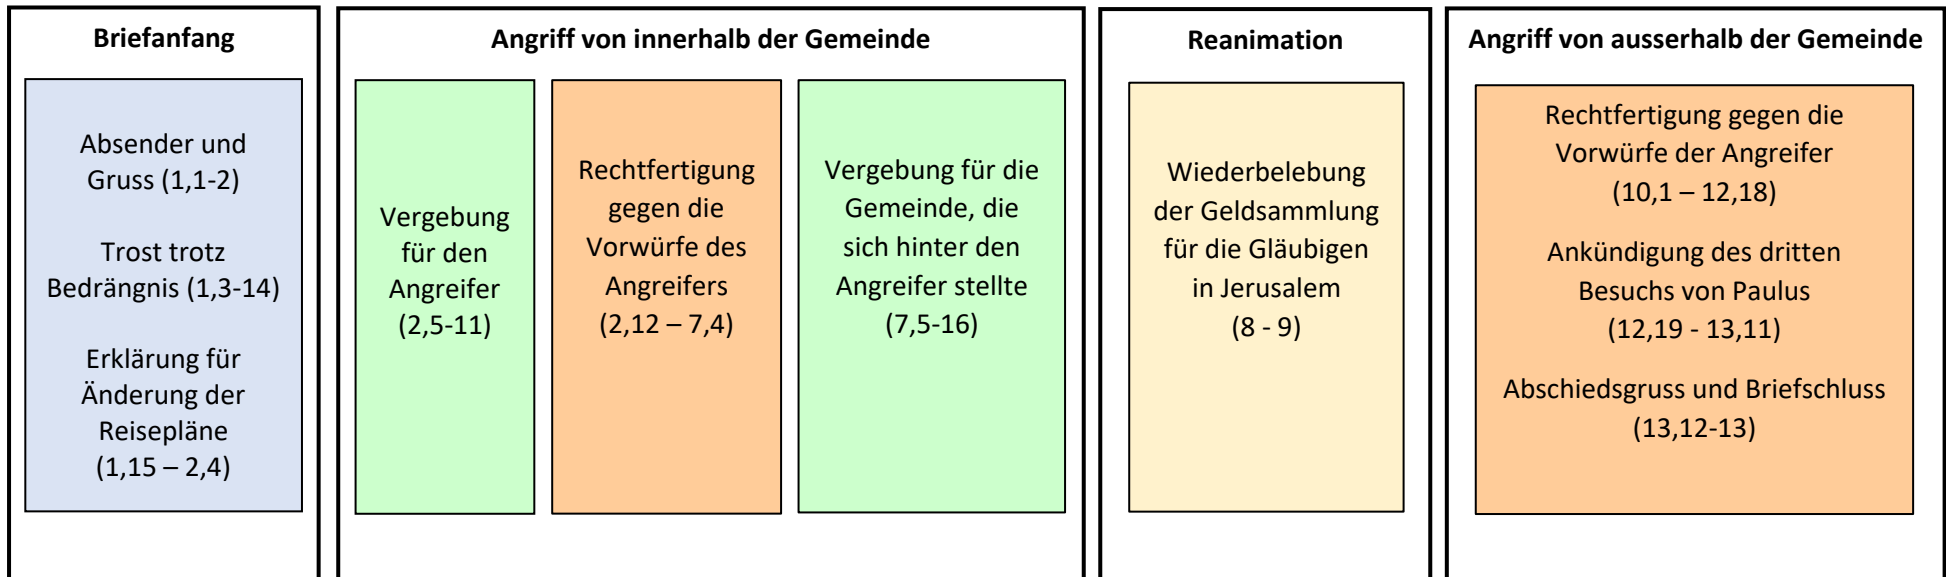 Briefanfang
Absender und
Gruss (1,1-2)
Trost trotz
Bedrängnis (1,3-14)
Erklärung für
Änderung der
Reisepläne
(1,15 – 2,4)
Angriff von innerhalb der Gemeinde
Vergebung
für den
Angreifer
(2,5-11)
Rechtfertigung
gegen die
Vorwürfe des
Angreifers
(2,12 – 7,4)
Vergebung für die
Gemeinde, die
sich hinter den
Angreifer stellte
(7,5-16)
Reanimation
Wiederbelebung
der Geldsammlung
für die Gläubigen
in Jerusalem
(8 - 9)
Angriff von ausserhalb der Gemeinde
Rechtfertigung gegen die
Vorwürfe der Angreifer
(10,1 – 12,18)
Ankündigung des dritten
Besuchs von Paulus
(12,19 - 13,11)
Abschiedsgruss und Briefschluss
(13,12-13)